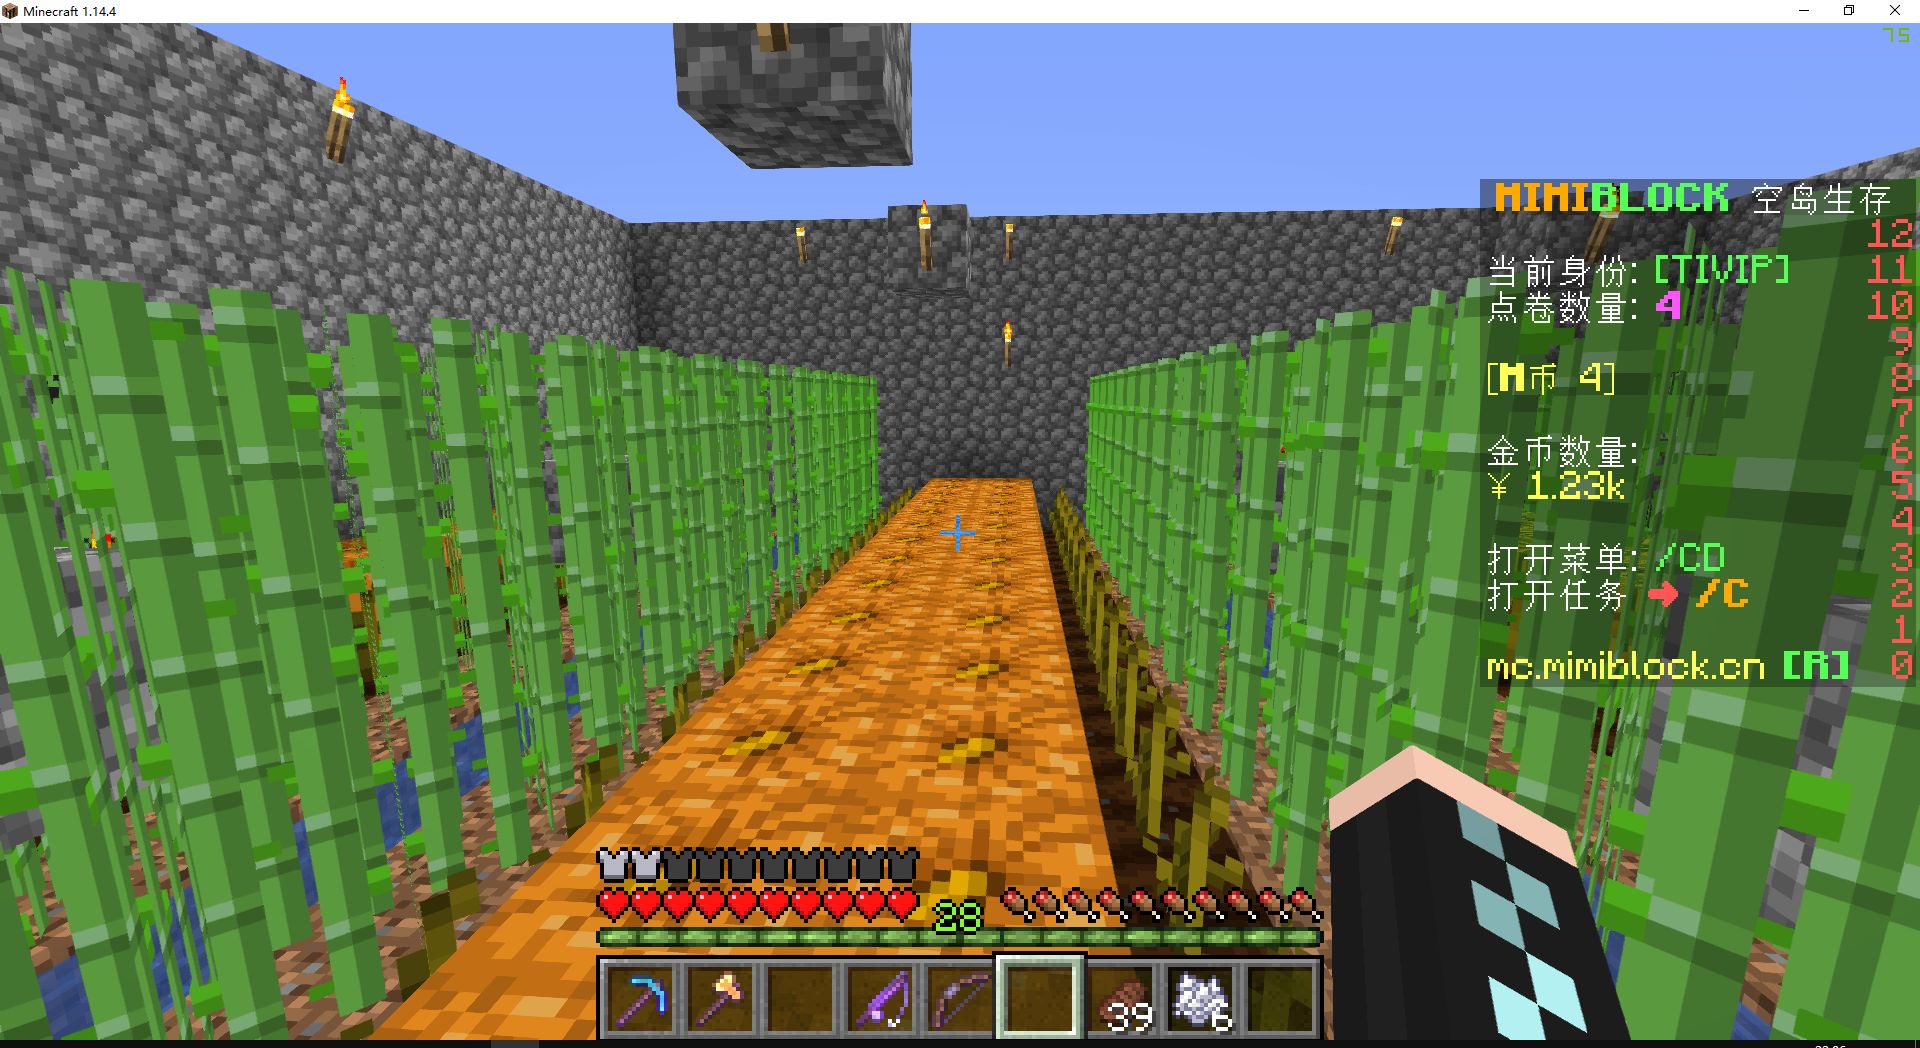 Minecraft 1.14.4
75
MIMIBLOCK 空岛生存
12
当前身份: [TIVIP] 11
点卷数量: 4 10
9
[M币 4] 8
7
金币数量: 6
¥ 1.23k 5
4
打开菜单: /CD 3
打开任务 → /C 2
1
mc.mimiblock.cn [R] 0
28
39
6